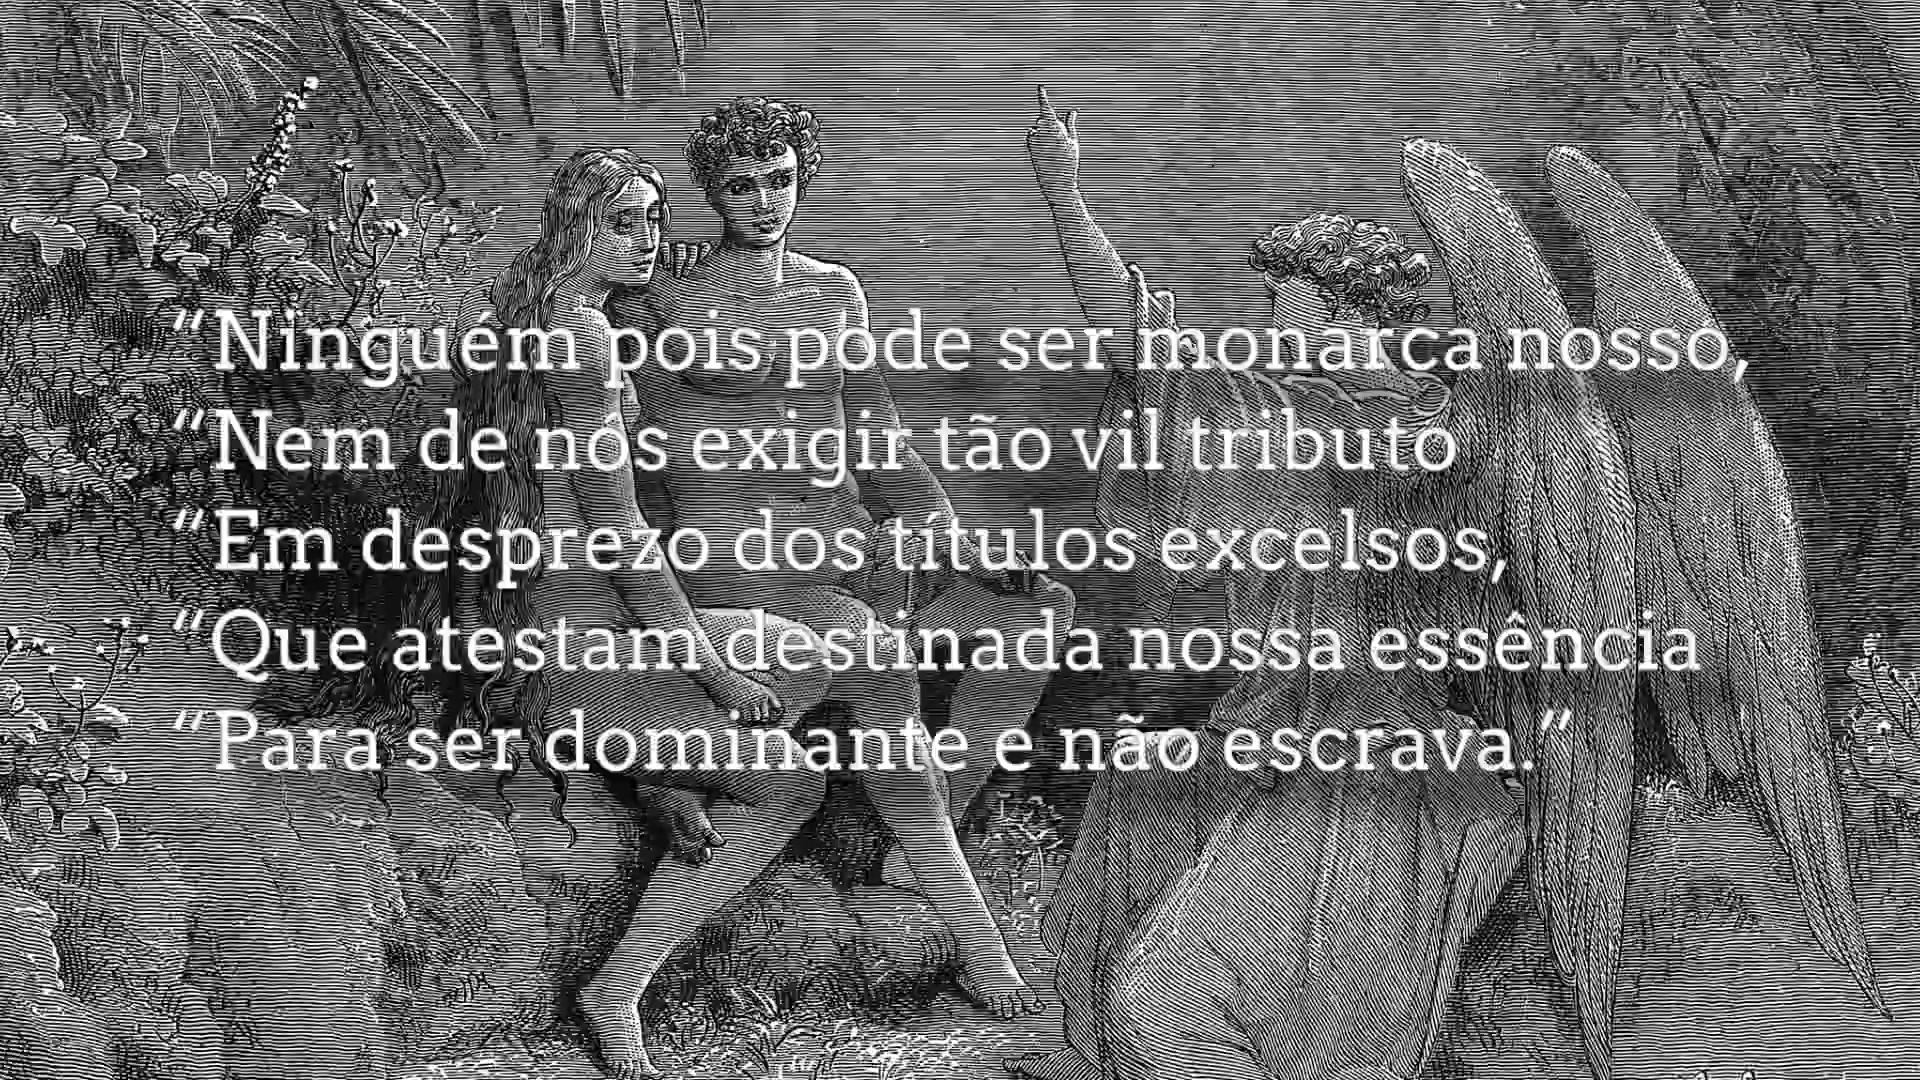 “Ninguém pois pode ser monarca nosso,
“Nem de nós exigir tão vil tributo
“Em desprezo dos títulos excelsos,
“Que atestam destinada nossa essência
“Para ser dominante e não escrava.”